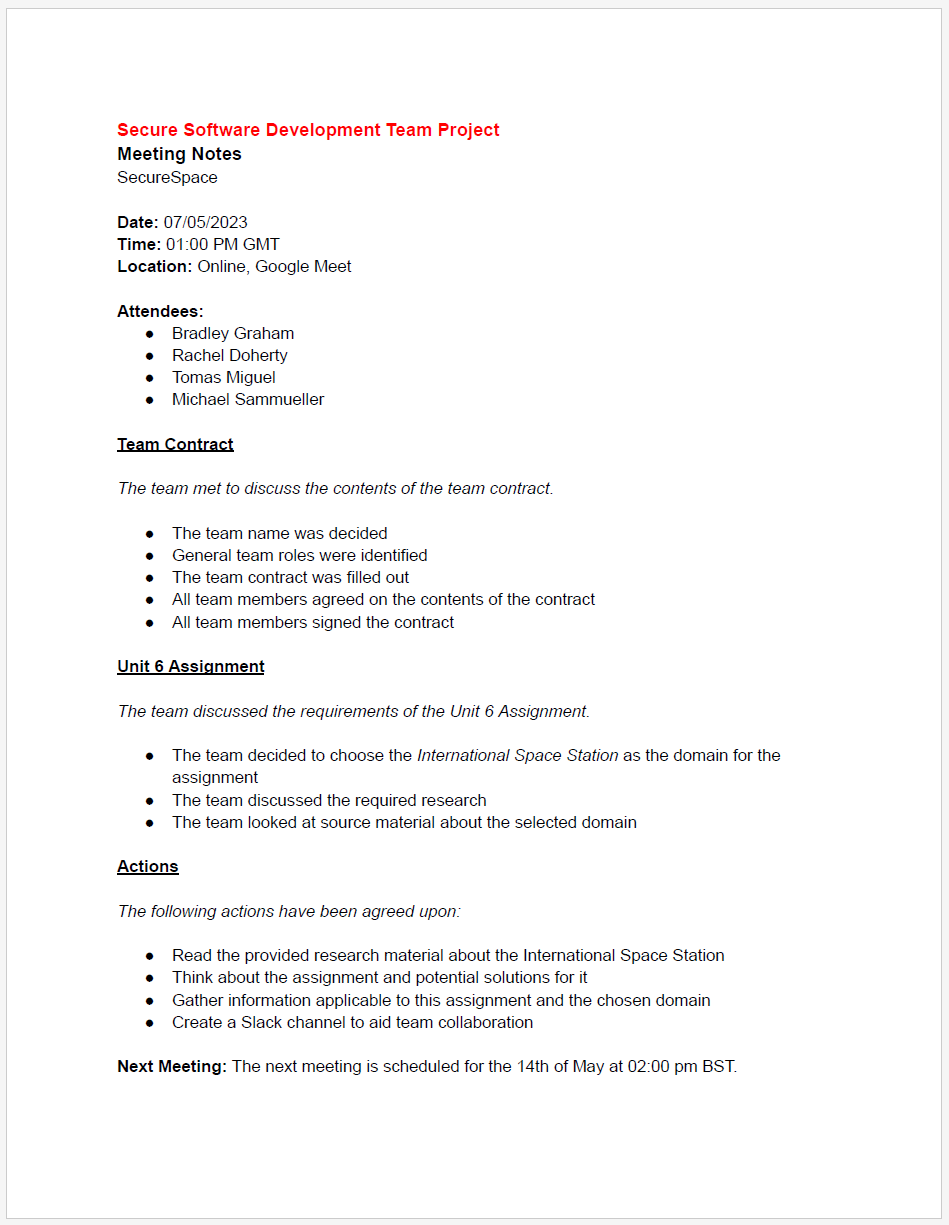 Secure Software Development Team Project
Meeting Notes
SecureSpace
Date: 07/05/2023
Time: 01:00 PM GMT
Location: Online, Google Meet
Attendees:
● Bradley Graham
● Rachel Doherty
● Tomas Miguel
● Michael Sammueller
Team Contract
The team met to discuss the contents of the team contract.
● The team name was decided
● General team roles were identified
● The team contract was filled out
● All team members agreed on the contents of the contract
● All team members signed the contract
Unit 6 Assignment
The team discussed the requirements of the Unit 6 Assignment.
● The team decided to choose the International Space Station as the domain for the
assignment
● The team discussed the required research
● The team looked at source material about the selected domain
Actions
The following actions have been agreed upon:
● Read the provided research material about the International Space Station
● Think about the assignment and potential solutions for it
● Gather information applicable to this assignment and the chosen domain
● Create a Slack channel to aid team collaboration
Next Meeting: The next meeting is scheduled for the 14th of May at 02:00 pm BST.